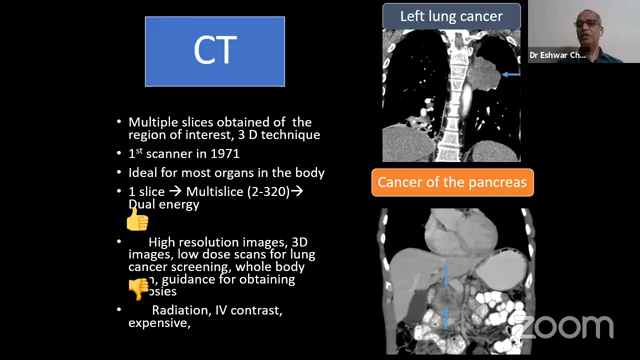 Left lung cancer
CT
Dr Eshwar Ch...
• Multiple slices obtained of the
region of interest, 3 D technique
• 1st scanner in 1971
• Ideal for most organs in the body
• 1 slice → Multislice (2-320)→
Dual energy
Cancer of the pancreas
• High resolution images, 3D
images, low dose scans for lung
cancer screening, whole body
guidance for obtaining
• Radiation, IV contrast,
expensive,
zoom